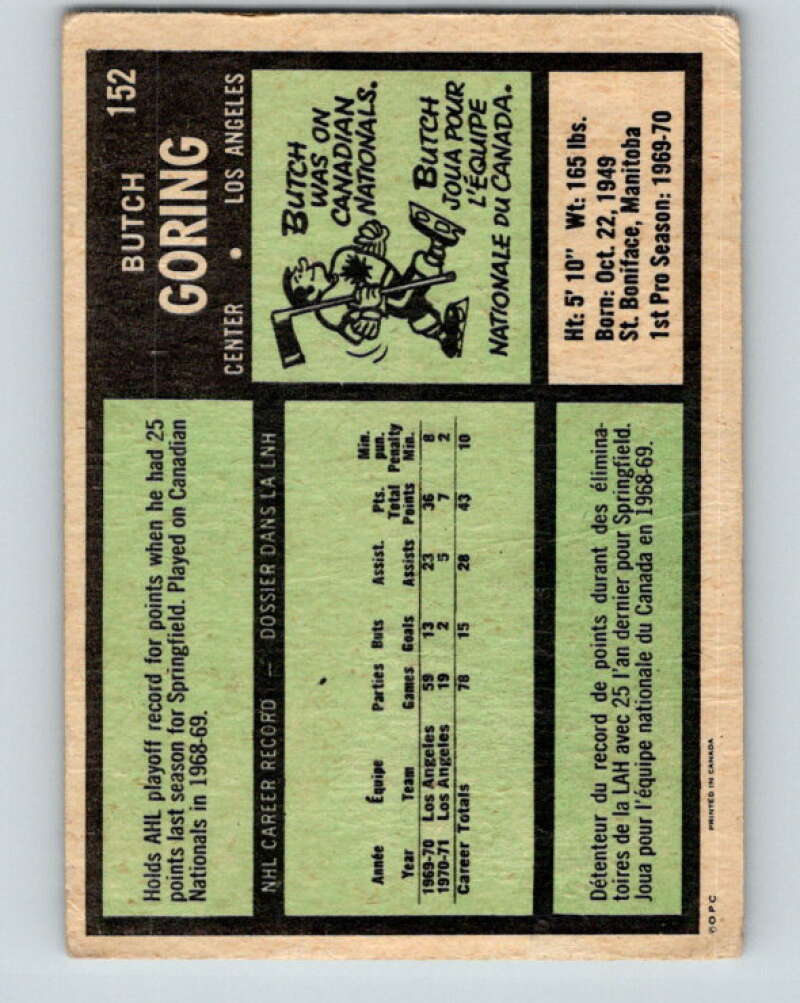 152
BUTCH
GORING
CENTER • LOS ANGELES
Holds AHL playoff record for points when he had 25
points last season for Springfield. Played on Canadian
Nationals in 1968-69.
BUTCH
WAS ON
CANADIAN
NATIONALS.
BUTCH
JOUA POUR
L'ÉQUIPE
NATIONALE DU CANADA.
NHL CAREER RECORD — DOSSIER DANS LA LNH
Année Équipe Parties Buts Assist. Pts. Min.
Year Team Games Goals Assists Total Points pun. Penalty Min.
1969-70 Los Angeles 59 13 23 36 8
1970-71 Los Angeles 19 2 5 7 2
Career Totals 78 15 28 43 10
Ht: 5' 10" Wt: 165 lbs.
Born: Oct. 22, 1949
St. Boniface, Manitoba
1st Pro Season: 1969-70
Détenteur du record de points durant des élimina-
toires de la LAH avec 25 l'an dernier pour Springfield.
Joua pour l'équipe nationale du Canada en 1968-69.
© O P C PRINTED IN CANADA